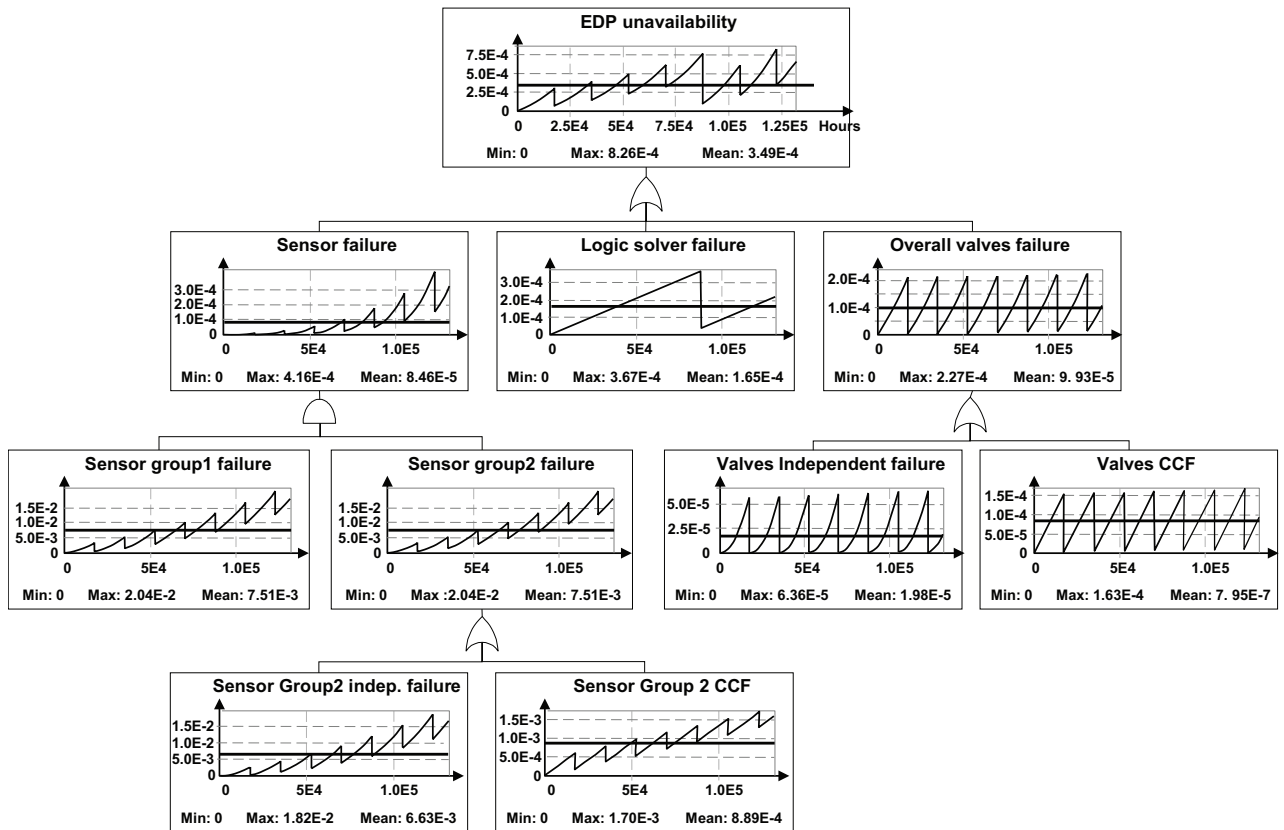 EDP unavailability
7.5E-4
5.0E-4
2.5E-4
0
0 2.5E4 5E4 7.5E4 1.0E5 1.25E5 Hours
Min: 0 Max: 8.26E-4 Mean: 3.49E-4
Sensor failure
3.0E-4
2.0E-4
1.0E-4
0
0 5E4 1.0E5
Min: 0 Max: 4.16E-4 Mean: 8.46E-5
Logic solver failure
3.0E-4
2.0E-4
1.0E-4
0
0 5E4 1.0E5
Min: 0 Max: 3.67E-4 Mean: 1.65E-4
Overall valves failure
2.0E-4
1.0E-4
0
0 5E4 1.0E5
Min: 0 Max: 2.27E-4 Mean: 9. 93E-5
Sensor group1 failure
1.5E-2
1.0E-2
5.0E-3
0
0 5E4 1.0E5
Min: 0 Max: 2.04E-2 Mean: 7.51E-3
Sensor group2 failure
1.5E-2
1.0E-2
5.0E-3
0
0 5E4 1.0E5
Min: 0 Max :2.04E-2 Mean: 7.51E-3
Valves Independent failure
5.0E-5
2.5E-5
0
0 5E4 1.0E5
Min: 0 Max: 6.36E-5 Mean: 1.98E-5
Valves CCF
1.5E-4
1.0E-4
5.0E-5
0
0 5E4 1.0E5
Min: 0 Max: 1.63E-4 Mean: 7. 95E-7
Sensor Group2 indep. failure
1.5E-2
1.0E-2
5.0E-3
0
0 5E4 1.0E5
Min: 0 Max: 1.82E-2 Mean: 6.63E-3
Sensor Group 2 CCF
1.5E-3
1.0E-3
5.0E-4
0
0 5E4 1.0E5
Min: 0 Max: 1.70E-3 Mean: 8.89E-4